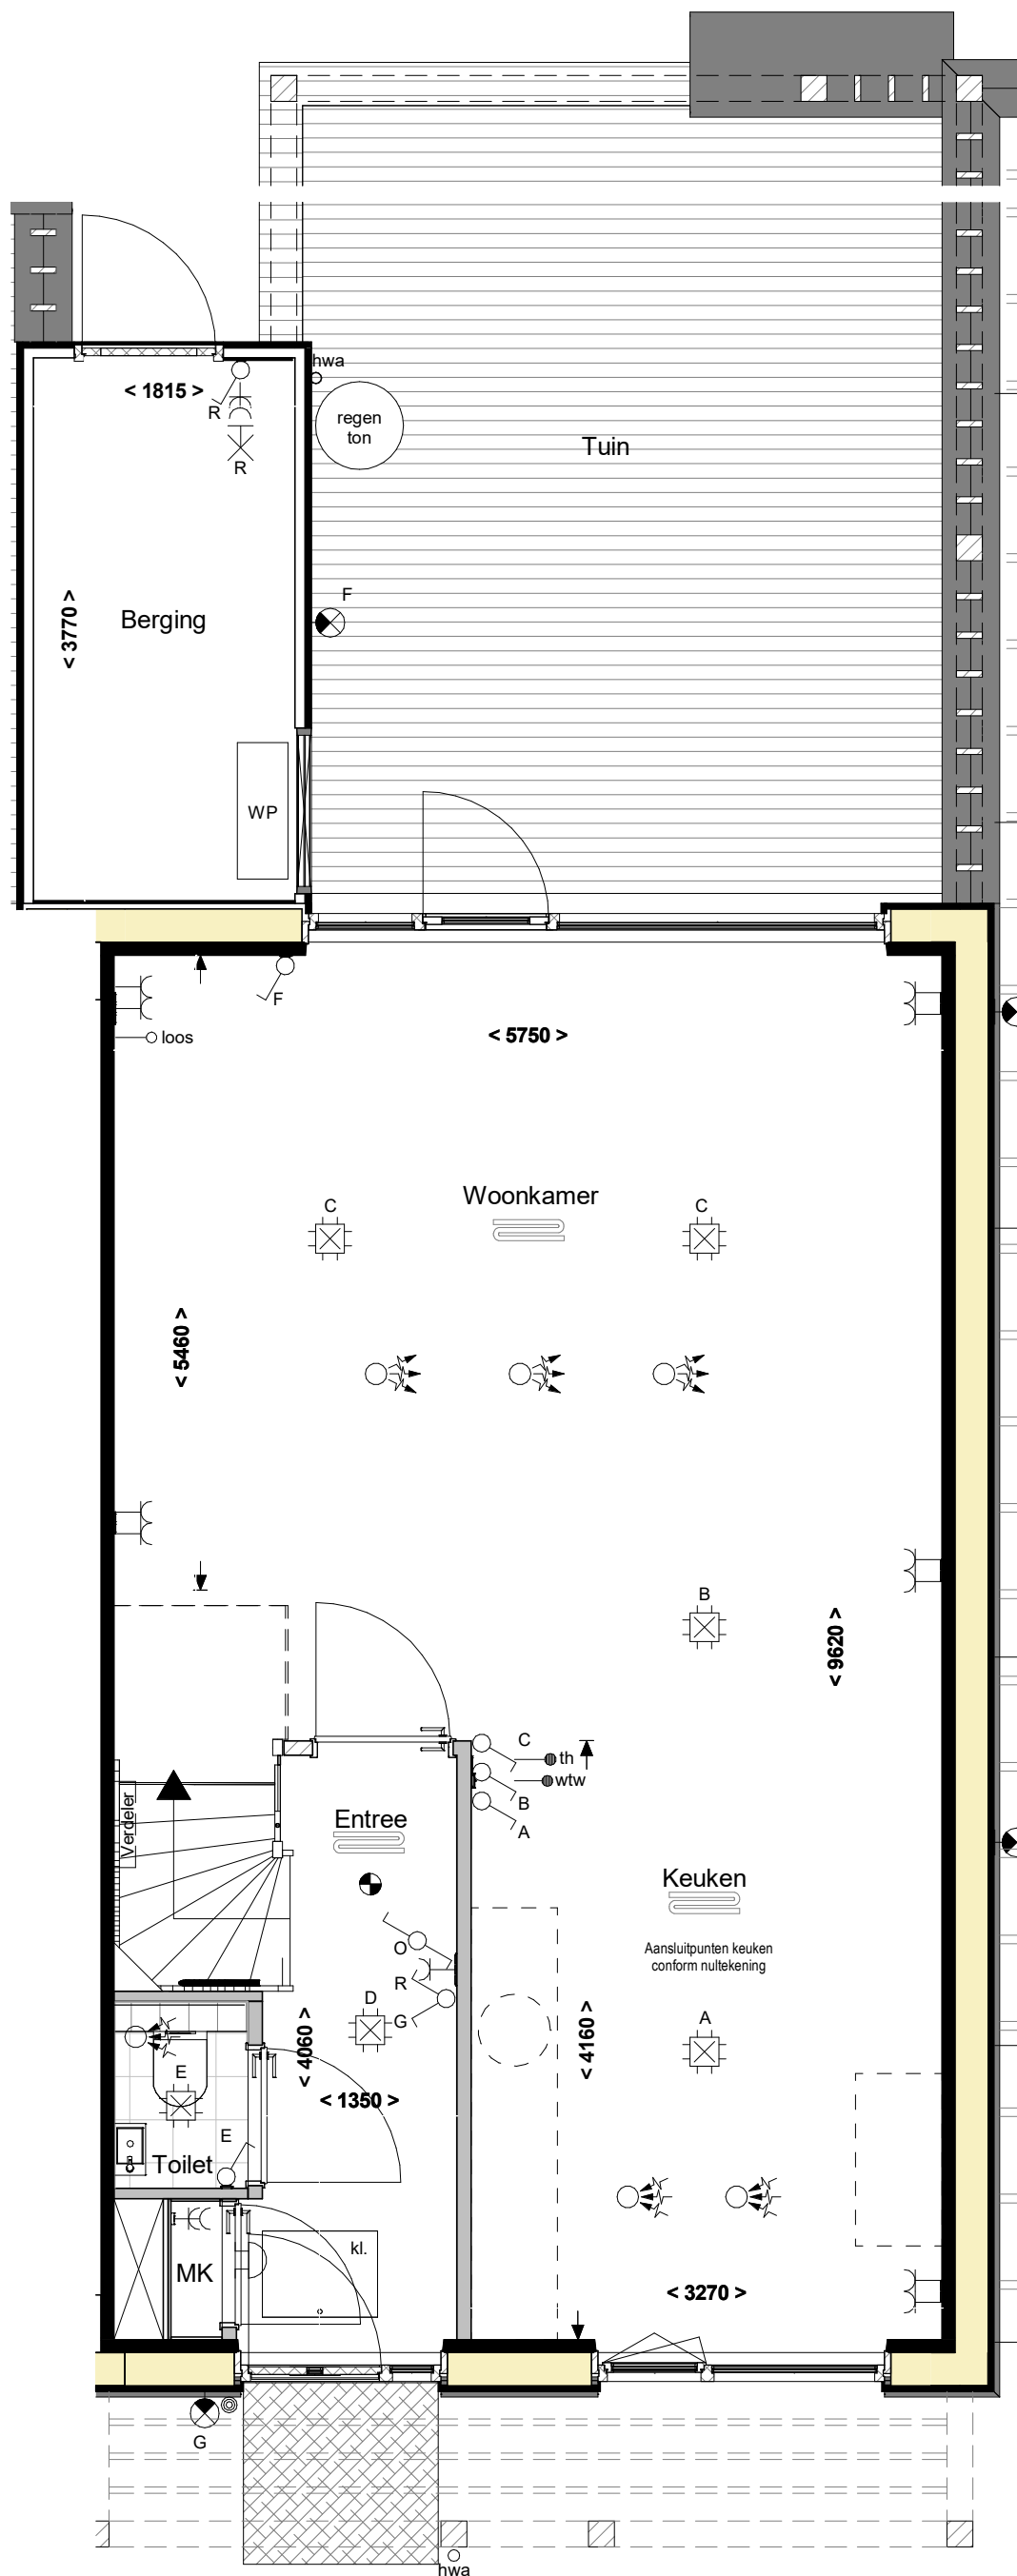 hwa
< 1815 >
R
regen
ton
Tuin
R
F
Berging
< 3770 >
WP
F
loos
< 5750 >
Woonkamer
C
C
< 5460 >
B
< 9620 >
C
th
wtw
B
A
Verdeler
Entree
Keuken
Aansluitpunten keuken
conform nultekening
O
R
D
G
A
< 4060 >
< 4160 >
E
< 1350 >
E
Toilet
kl.
MK
< 3270 >
G
hwa